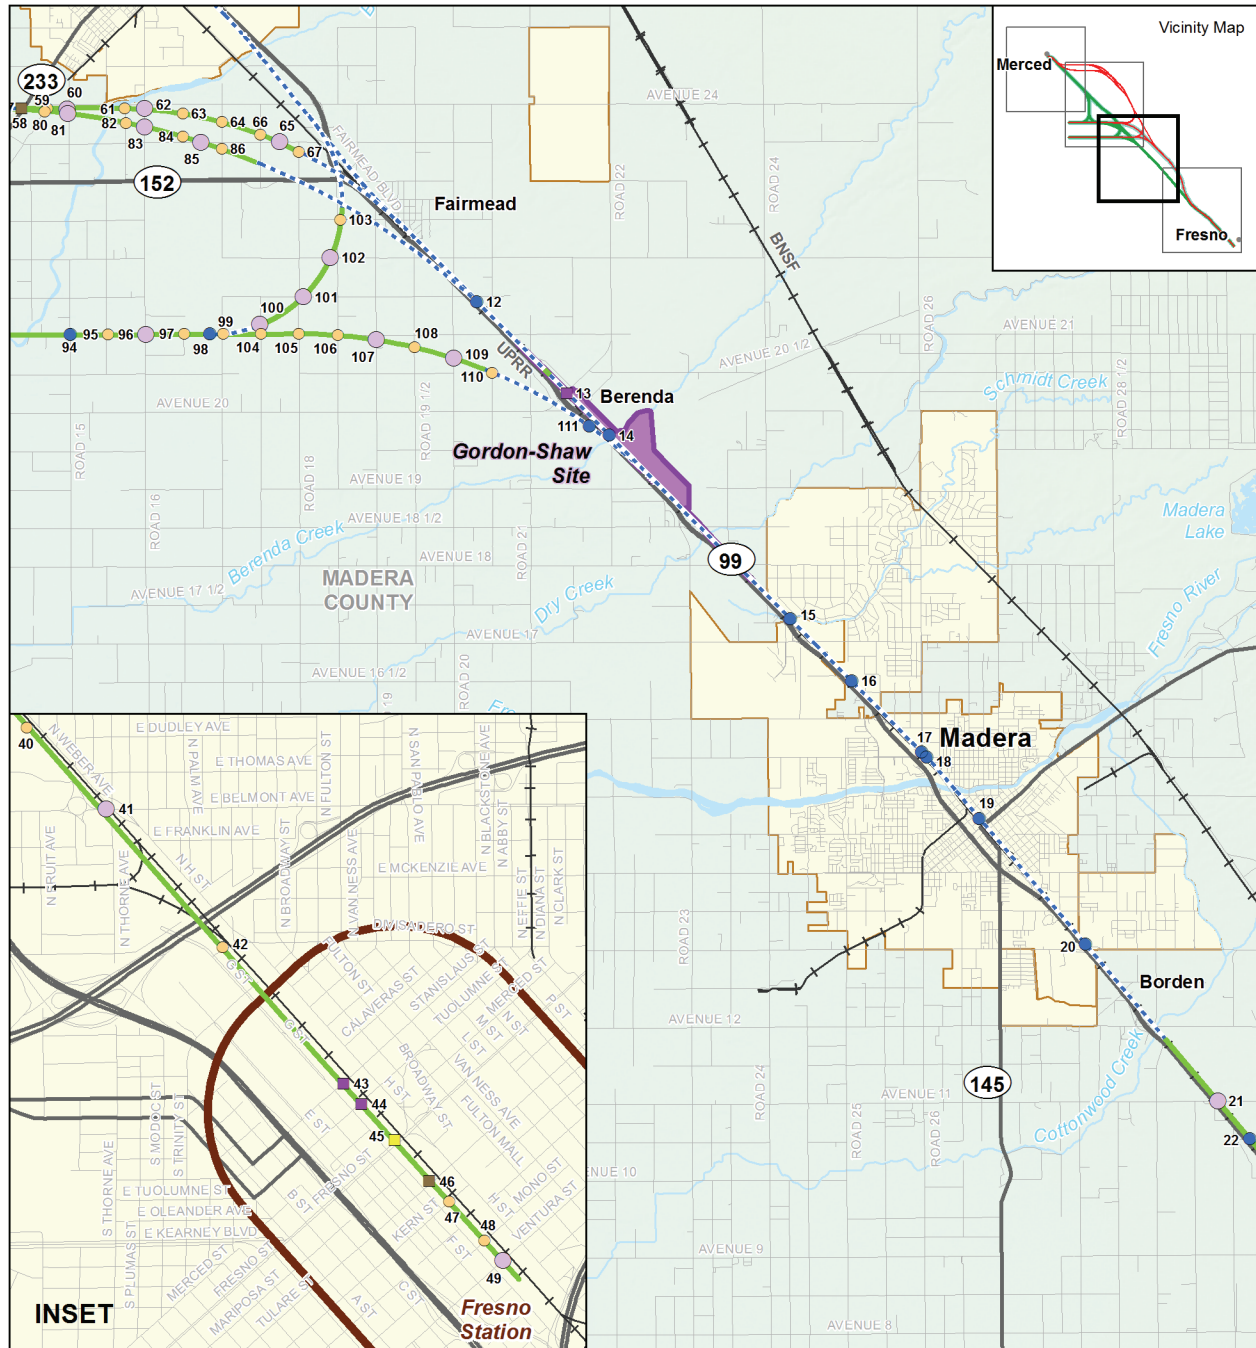 Vicinity Map
Merced
Fresno
233
59
60
61
62
63
64
66
65
67
58
80
81
82
83
84
85
86
152
FAIRMEAD BLVD
Fairmead
AVENUE 24
ROAD 22
ROAD 24
BNSF
103
102
101
100
12
94
95
96
97
98
99
104
105
106
107
108
109
110
UPRR
13
Berenda
111
14
Gordon-Shaw
Site
AVENUE 20 1/2
ROAD 26
AVENUE 21
Schmidt Creek
ROAD 28 1/2
AVENUE 20
ROAD 19 1/2
ROAD 15
ROAD 18
ROAD 16
AVENUE 19
AVENUE 18 1/2
ROAD 21
AVENUE 18
Berenda Creek
AVENUE 17 1/2
MADERA
COUNTY
Dry Creek
99
Madera
Lake
Fresno River
AVENUE 17
AVENUE 16 1/2
ROAD 20
19
15
16
17
18
Madera
19
20
Borden
ROAD 23
AVENUE 12
145
ROAD 24
AVENUE 11
ROAD 25
ROAD 26
Cottonwood Creek
21
22
AVENUE 9
AVENUE 8
40
N WEBER AVE
E DUDLEY AVE
N PALM AVE
E THOMAS AVE
N FULTON ST
N SAN PABLO AVE
N BLACKSTONE AVE
N ABBY ST
41
E BELMONT AVE
E FRANKLIN AVE
N FRUIT AVE
N THORNE AVE
N H ST
N BROADWAY ST
N VAN NESS AVE
E MCKENZIE AVE
N EFFIE ST
N DIANA ST
N CLARK ST
42
G ST
DIVISADERO ST
FULTON ST
CALAVERAS ST
STANISLAUS ST
TUOLUMNE ST
MERCED ST
P ST
N ST
M ST
L ST
G ST
43
44
H ST
BROADWAY ST
VAN NESS AVE
FULTON MALL
45
E ST
FRESNO ST
B ST
46
47
48
49
KERN ST
F ST
H ST
MONO ST
VENTURA ST
S MODOC ST
S TRINITY ST
S THORNE AVE
E TUOLUMNE ST
E OLEANDER AVE
E KEARNEY BLVD
S PLUMAS ST
MERCED ST
FRESNO ST
MARIPOSA ST
TULARE ST
A ST
C ST
INSET
Fresno
Station